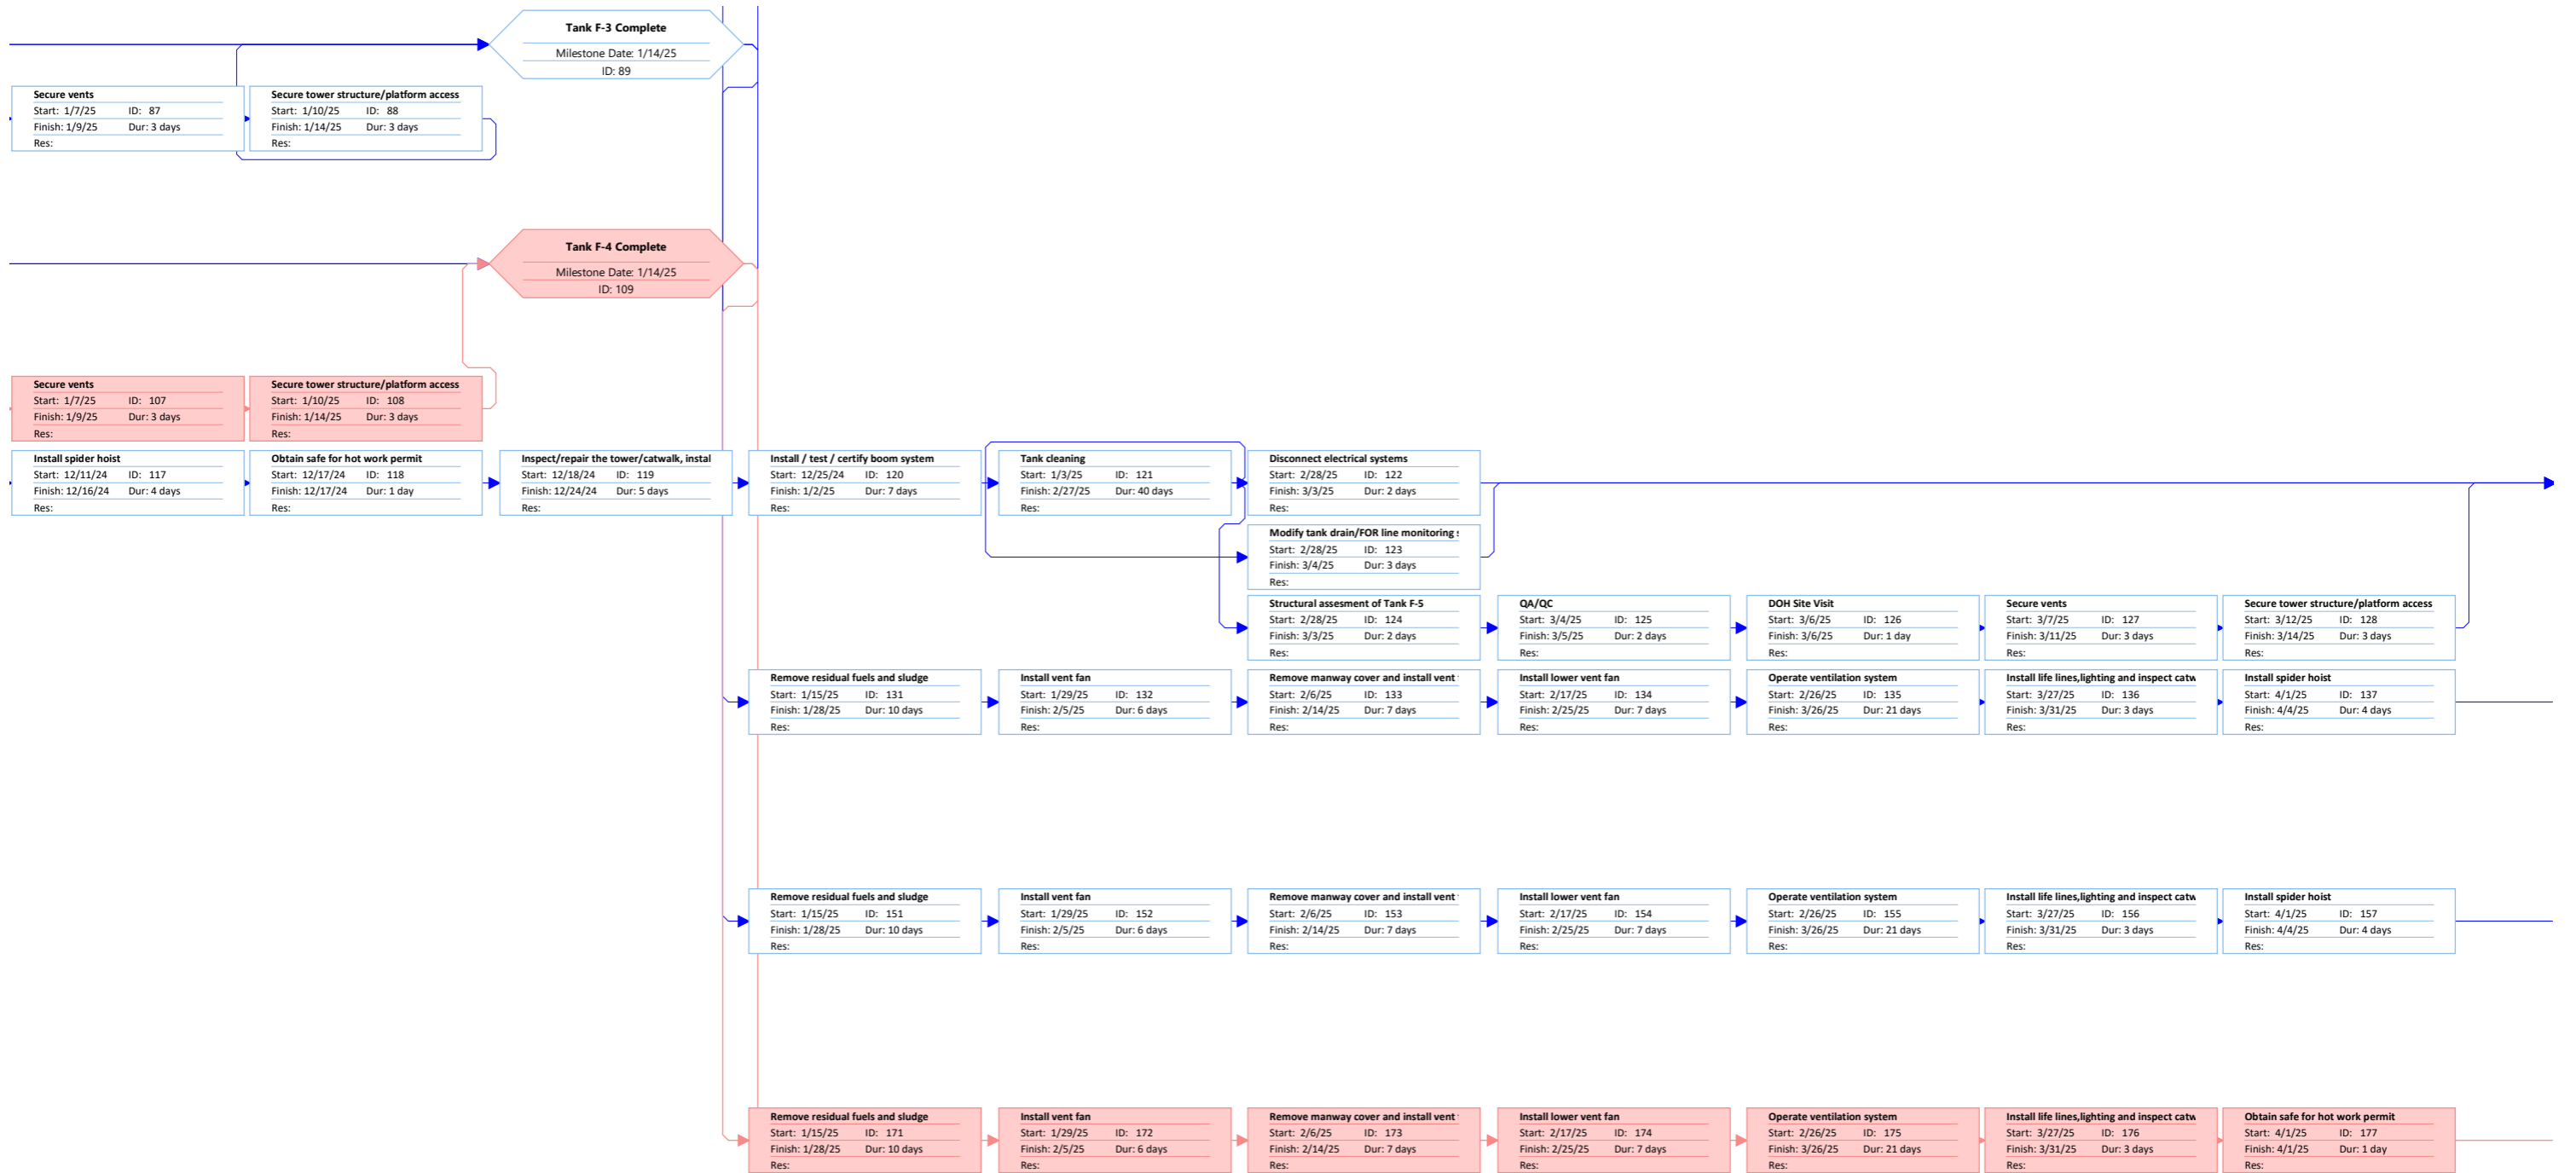 Tank F-3 Complete
Milestone Date: 1/14/25
ID: 89
Secure vents
Start: 1/7/25 ID: 87
Finish: 1/9/25 Dur: 3 days
Res:
Secure tower structure/platform access
Start: 1/10/25 ID: 88
Finish: 1/14/25 Dur: 3 days
Res:
Tank F-4 Complete
Milestone Date: 1/14/25
ID: 109
Secure vents
Start: 1/7/25 ID: 107
Finish: 1/9/25 Dur: 3 days
Res:
Secure tower structure/platform access
Start: 1/10/25 ID: 108
Finish: 1/14/25 Dur: 3 days
Res:
Install spider hoist
Start: 12/11/24 ID: 117
Finish: 12/16/24 Dur: 4 days
Res:
Obtain safe for hot work permit
Start: 12/17/24 ID: 118
Finish: 12/17/24 Dur: 1 day
Res:
Inspect/repair the tower/catwalk, instal
Start: 12/18/24 ID: 119
Finish: 12/24/24 Dur: 5 days
Res:
Install / test / certify boom system
Start: 12/25/24 ID: 120
Finish: 1/2/25 Dur: 7 days
Res:
Tank cleaning
Start: 1/3/25 ID: 121
Finish: 2/27/25 Dur: 40 days
Res:
Disconnect electrical systems
Start: 2/28/25 ID: 122
Finish: 3/3/25 Dur: 2 days
Res:
Modify tank drain/FOR line monitoring s
Start: 2/28/25 ID: 123
Finish: 3/4/25 Dur: 3 days
Res:
Structural assesment of Tank F-5
Start: 2/28/25 ID: 124
Finish: 3/3/25 Dur: 2 days
Res:
QA/QC
Start: 3/4/25 ID: 125
Finish: 3/5/25 Dur: 2 days
Res:
DOH Site Visit
Start: 3/6/25 ID: 126
Finish: 3/6/25 Dur: 1 day
Res:
Secure vents
Start: 3/7/25 ID: 127
Finish: 3/11/25 Dur: 3 days
Res:
Secure tower structure/platform access
Start: 3/12/25 ID: 128
Finish: 3/14/25 Dur: 3 days
Res:
Remove residual fuels and sludge
Start: 1/15/25 ID: 131
Finish: 1/28/25 Dur: 10 days
Res:
Install vent fan
Start: 1/29/25 ID: 132
Finish: 2/5/25 Dur: 6 days
Res:
Remove manway cover and install vent
Start: 2/6/25 ID: 133
Finish: 2/14/25 Dur: 7 days
Res:
Install lower vent fan
Start: 2/17/25 ID: 134
Finish: 2/25/25 Dur: 7 days
Res:
Operate ventilation system
Start: 2/26/25 ID: 135
Finish: 3/26/25 Dur: 21 days
Res:
Install life lines,lighting and inspect catw
Start: 3/27/25 ID: 136
Finish: 3/31/25 Dur: 3 days
Res:
Install spider hoist
Start: 4/1/25 ID: 137
Finish: 4/4/25 Dur: 4 days
Res:
Remove residual fuels and sludge
Start: 1/15/25 ID: 151
Finish: 1/28/25 Dur: 10 days
Res:
Install vent fan
Start: 1/29/25 ID: 152
Finish: 2/5/25 Dur: 6 days
Res:
Remove manway cover and install vent
Start: 2/6/25 ID: 153
Finish: 2/14/25 Dur: 7 days
Res:
Install lower vent fan
Start: 2/17/25 ID: 154
Finish: 2/25/25 Dur: 7 days
Res:
Operate ventilation system
Start: 2/26/25 ID: 155
Finish: 3/26/25 Dur: 21 days
Res:
Install life lines,lighting and inspect catw
Start: 3/27/25 ID: 156
Finish: 3/31/25 Dur: 3 days
Res:
Install spider hoist
Start: 4/1/25 ID: 157
Finish: 4/4/25 Dur: 4 days
Res:
Remove residual fuels and sludge
Start: 1/15/25 ID: 171
Finish: 1/28/25 Dur: 10 days
Res:
Install vent fan
Start: 1/29/25 ID: 172
Finish: 2/5/25 Dur: 6 days
Res:
Remove manway cover and install vent
Start: 2/6/25 ID: 173
Finish: 2/14/25 Dur: 7 days
Res:
Install lower vent fan
Start: 2/17/25 ID: 174
Finish: 2/25/25 Dur: 7 days
Res:
Operate ventilation system
Start: 2/26/25 ID: 175
Finish: 3/26/25 Dur: 21 days
Res:
Install life lines,lighting and inspect catw
Start: 3/27/25 ID: 176
Finish: 3/31/25 Dur: 3 days
Res:
Obtain safe for hot work permit
Start: 4/1/25 ID: 177
Finish: 4/1/25 Dur: 1 day
Res: